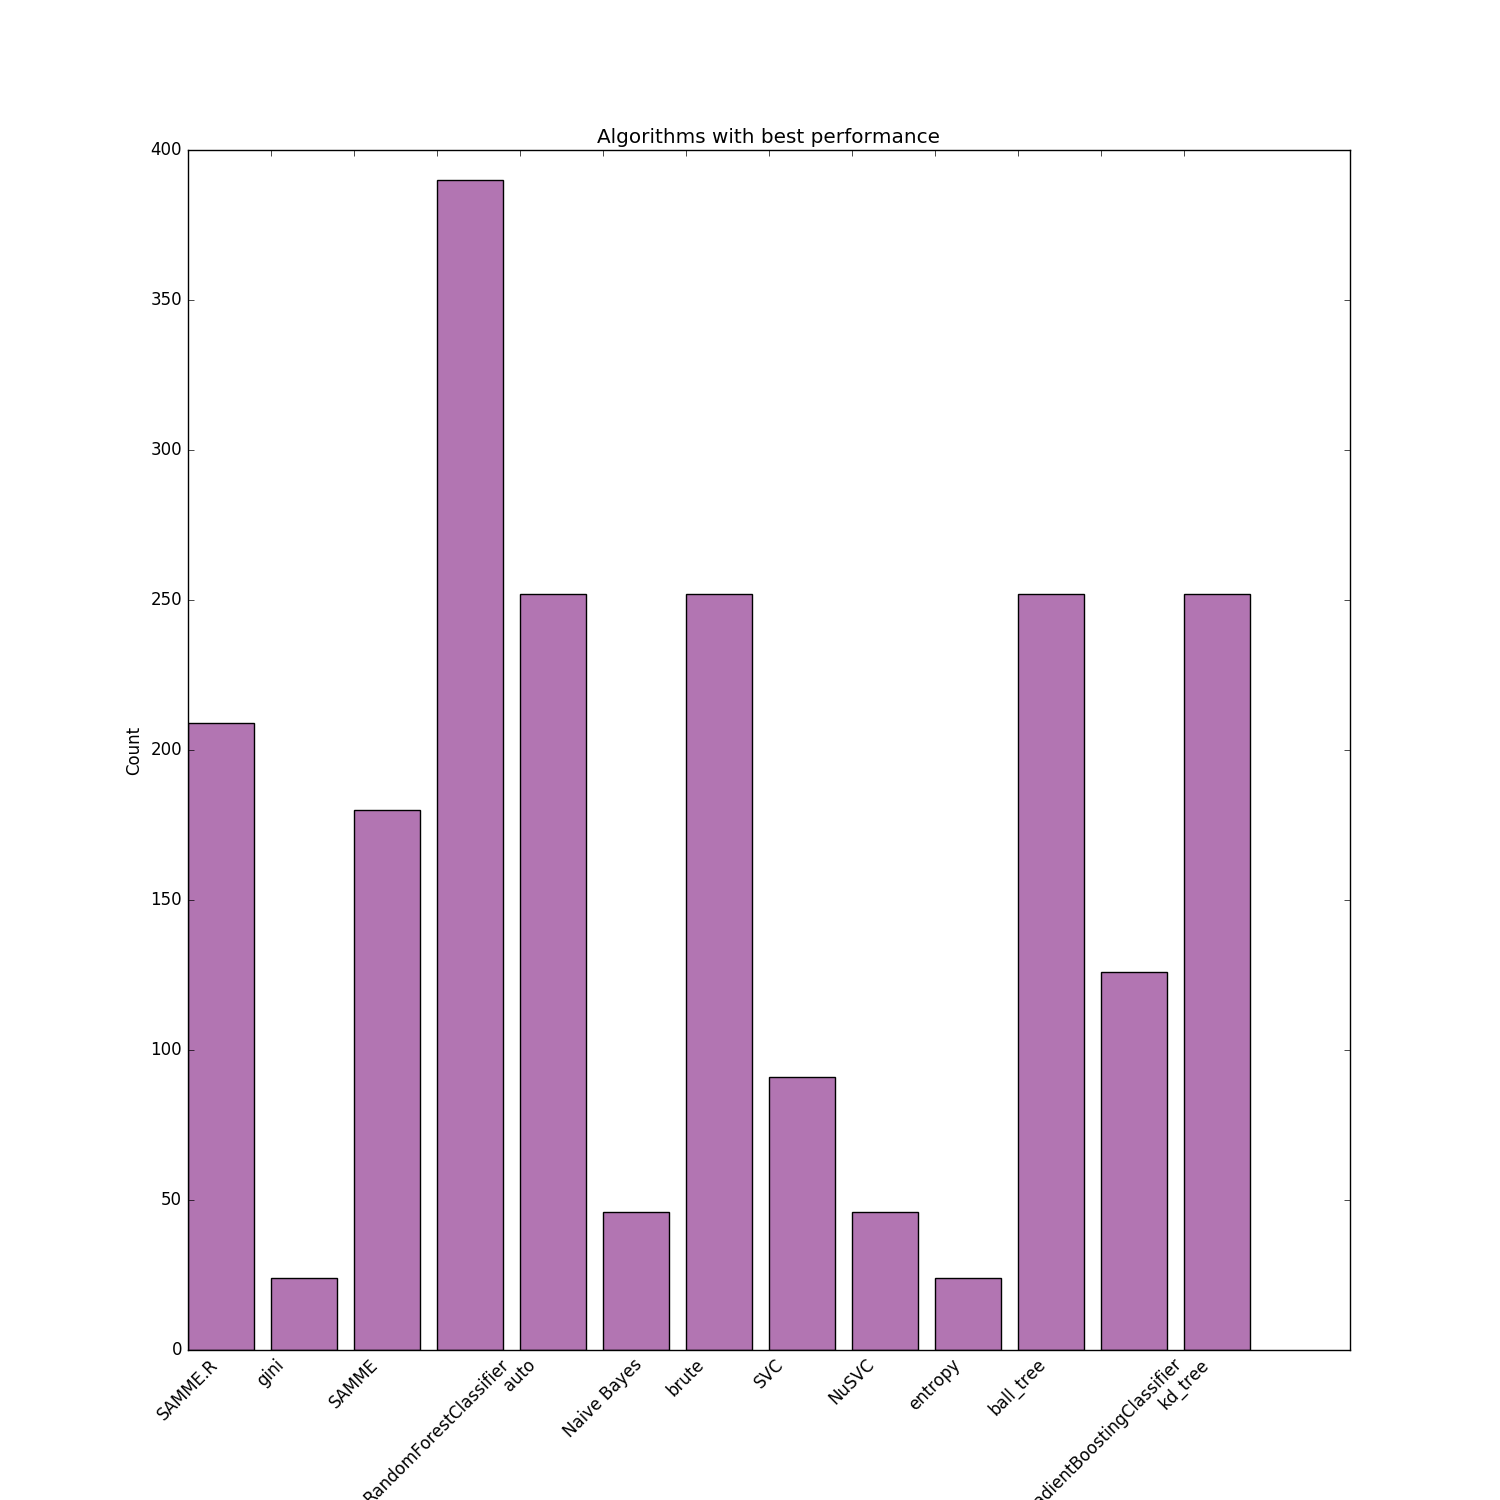 Algorithms with best performance
400
350
300
250
200
150
100
50
0
Count
SAMME.R
gini
SAMME
RandomForestClassifier
auto
Naive Bayes
brute
SVC
NuSVC
entropy
ball_tree
adientBoostingClassifier
kd_tree